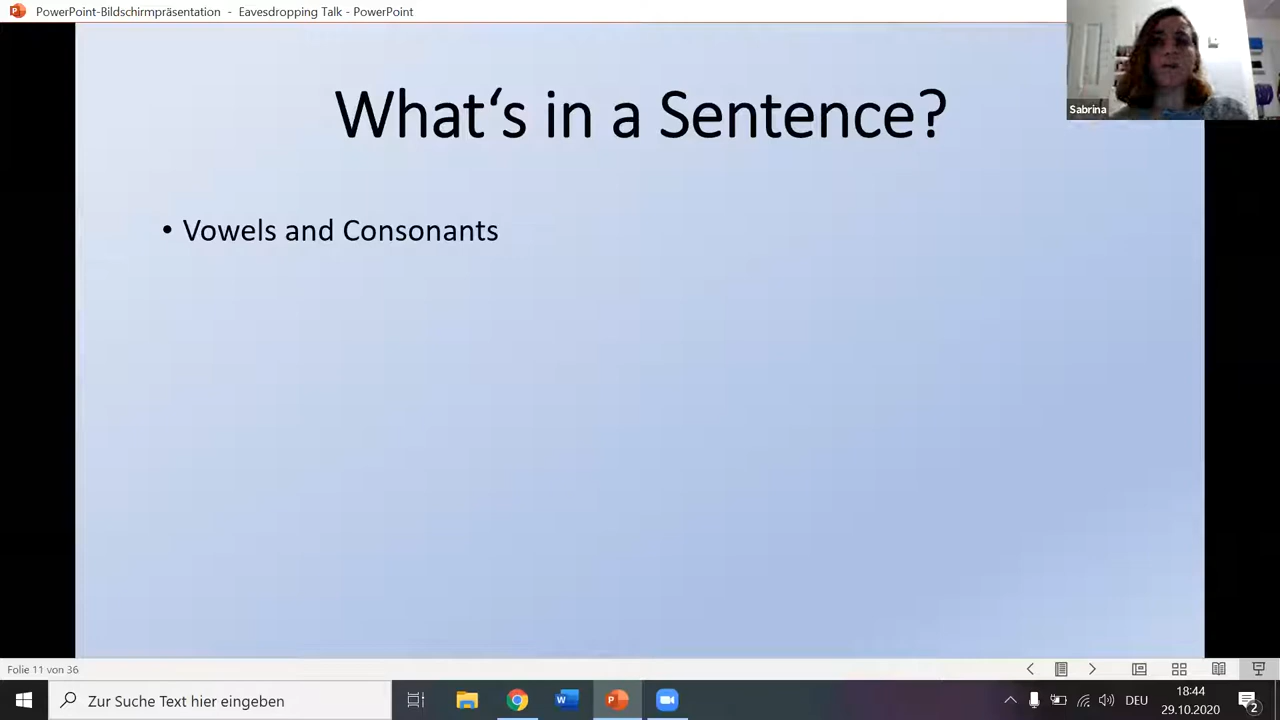 PowerPoint-Bildschirmpräsentation - Eavesdropping Talk - PowerPoint
Sabrina
What‘s in a Sentence?
• Vowels and Consonants
Folie 11 von 36
Zur Suche Text hier eingeben
DEU
18:44
29.10.2020
2